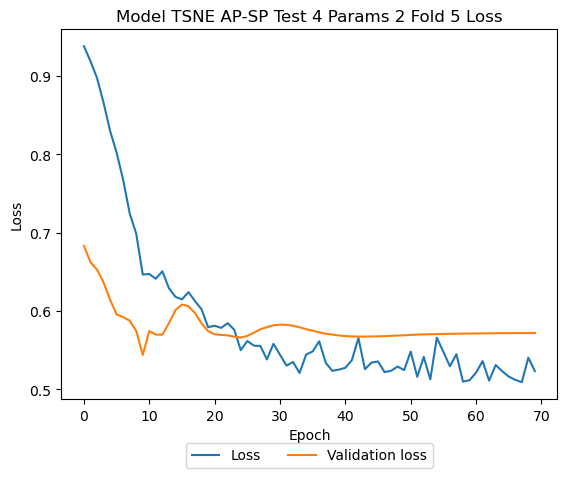 Model TSNE AP-SP Test 4 Params 2 Fold 5 Loss
0.9
0.8
0.7
0.6
0.5
Loss
0 10 20 30 40 50 60 70
Epoch
Loss Validation loss